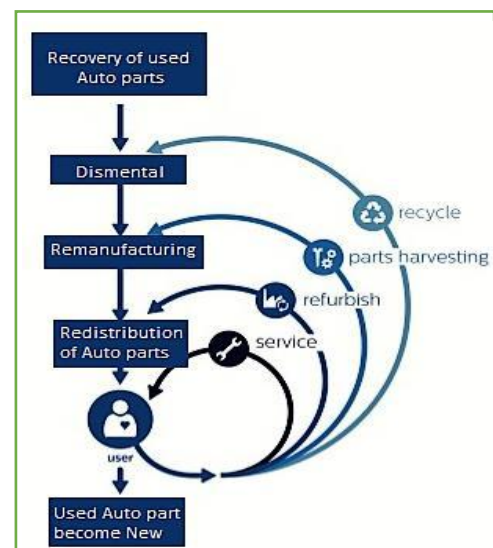 Recovery of used
Auto parts
Dismental
recycle
Remanufacturing
parts harvesting
refurbish
Redistribution
of Auto parts
service
user
Used Auto part
become New